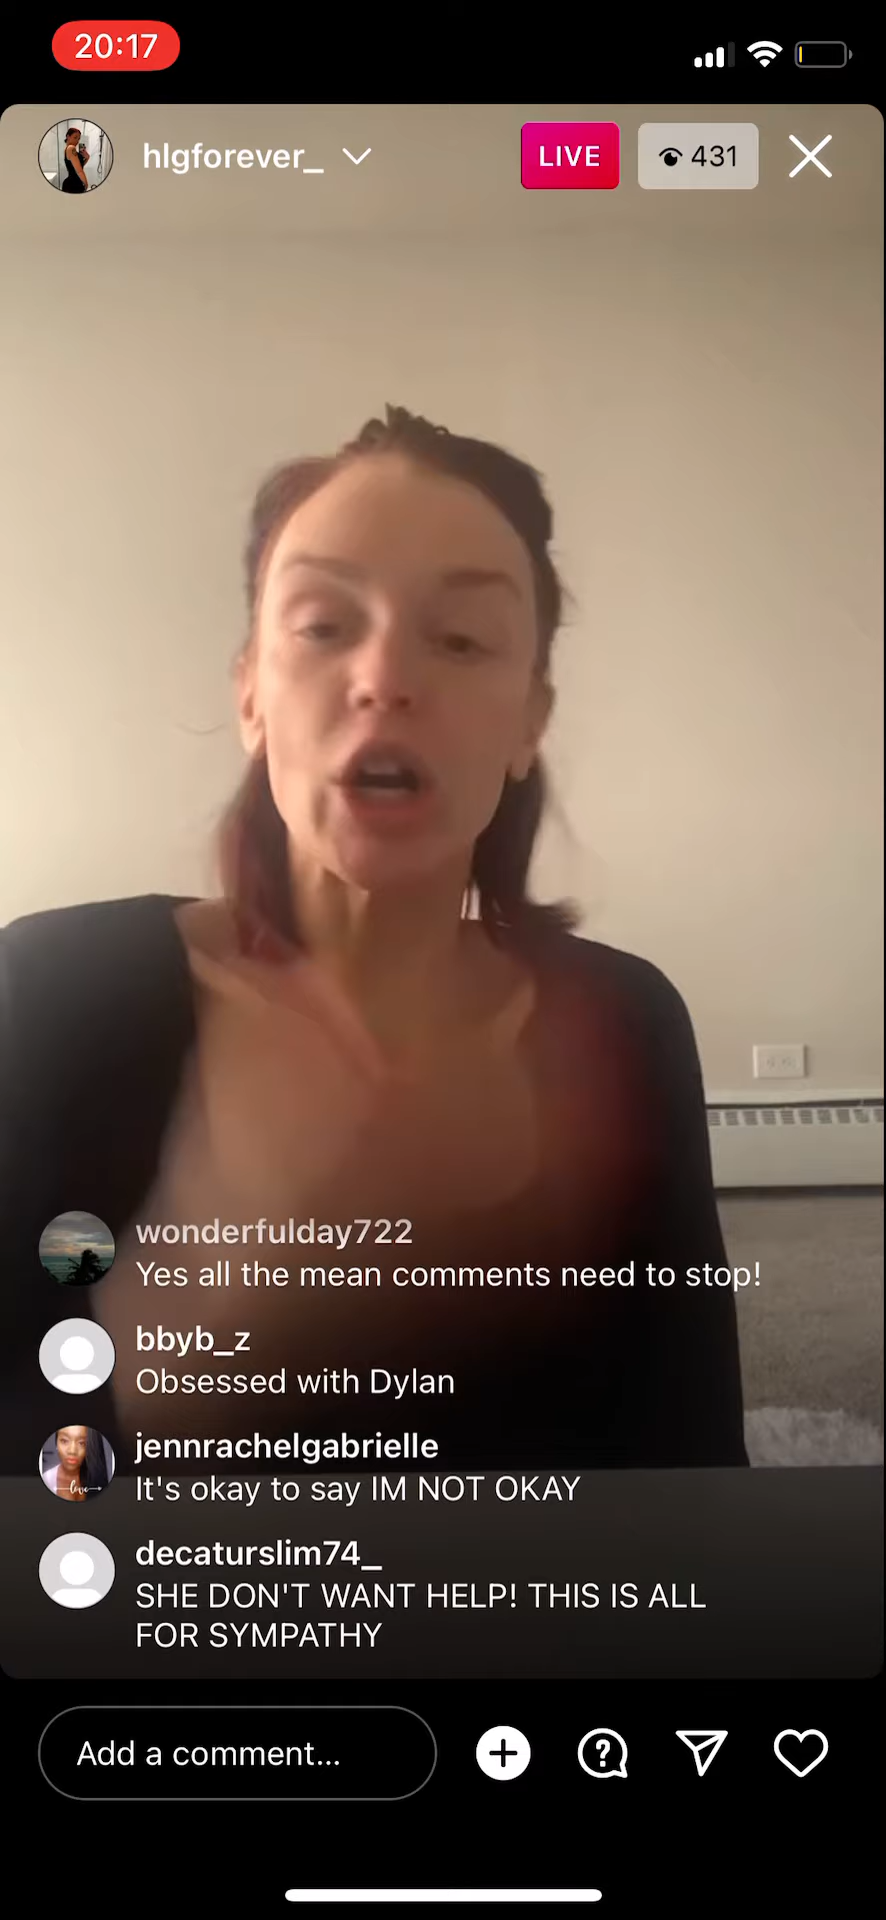 20:17
hlgforever_
LIVE
431
wonderfulday722
Yes all the mean comments need to stop!
bbyb_z
Obsessed with Dylan
jennrachelgabrielle
It's okay to say IM NOT OKAY
decaturslim74_
SHE DON'T WANT HELP! THIS IS ALL
FOR SYMPATHY
Add a comment...